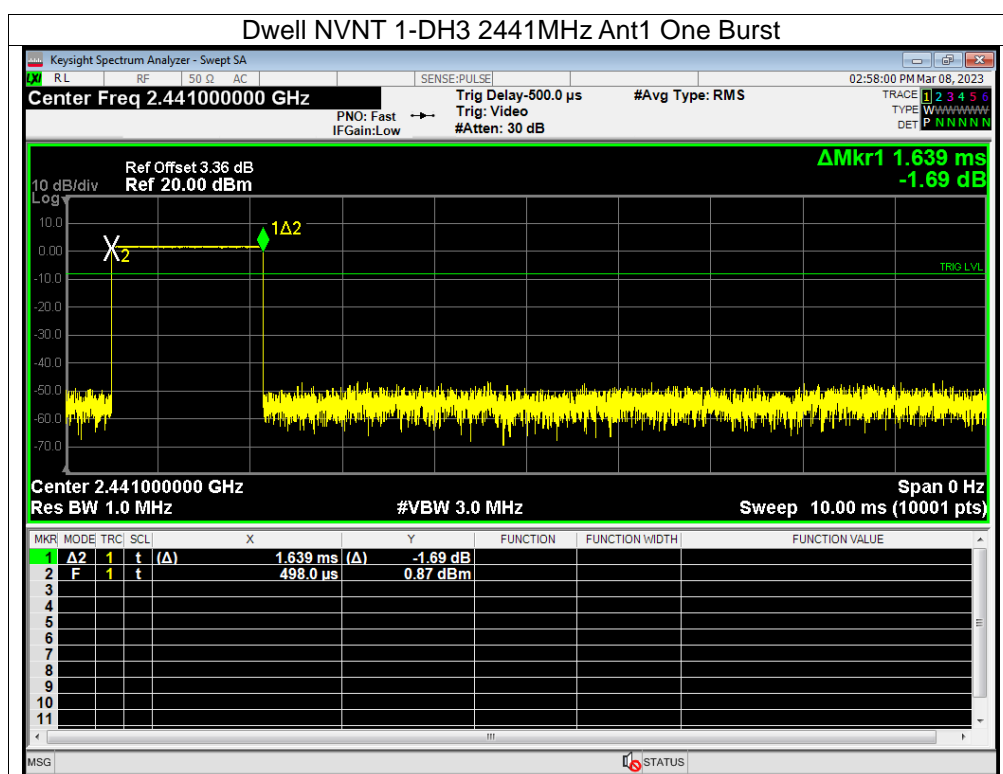 Dwell NVNT 1-DH3 2441MHz Ant1 One Burst
Keysight Spectrum Analyzer - Swept SA
LXI RL RF 50 Ω AC SENSE:PULSE 02:58:00 PM Mar 08, 2023
Center Freq 2.441000000 GHz Trig Delay-500.0 µs #Avg Type: RMS TRACE 1 2 3 4 5 6
PNO: Fast Trig: Video TYPE WWWWWW
IFGain:Low #Atten: 30 dB DET P N N N N N
ΔMkr1 1.639 ms
-1.69 dB
Ref Offset 3.36 dB
10 dB/div Ref 20.00 dBm
Log
10.0
0.00
-10.0
-20.0
-30.0
-40.0
-50.0
-60.0
-70.0
1Δ2
2
TRIG LVL
Center 2.441000000 GHz Span 0 Hz
Res BW 1.0 MHz #VBW 3.0 MHz Sweep 10.00 ms (10001 pts)
MKR MODE TRC SCL X Y FUNCTION FUNCTION WIDTH FUNCTION VALUE
1 Δ2 1 t (Δ) 1.639 ms (Δ) -1.69 dB
2 F 1 t 498.0 µs 0.87 dBm
3
4
5
6
7
8
9
10
11
MSG STATUS